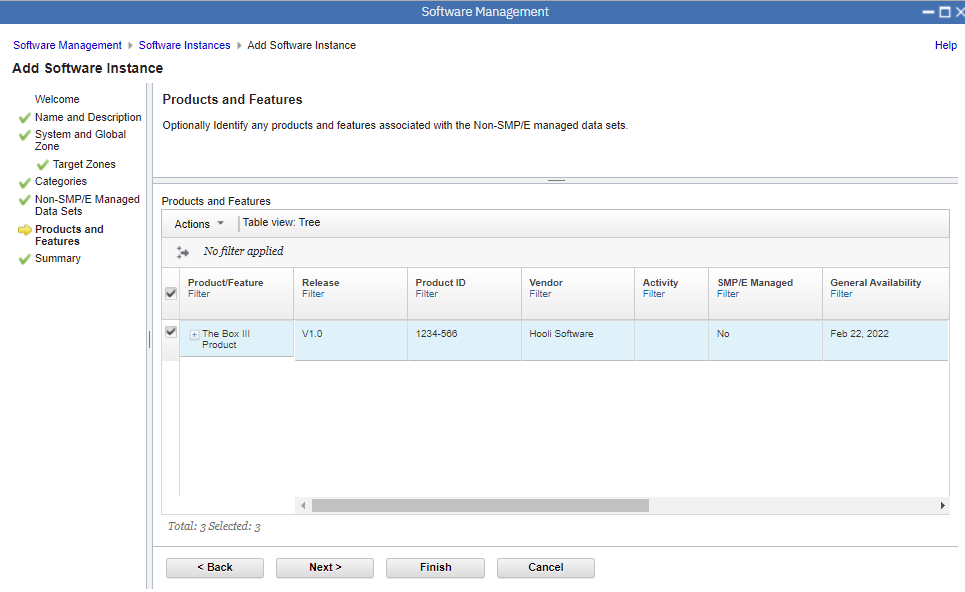 Software Management
Software Management Software Instances Add Software Instance
Help
Add Software Instance
Welcome
Name and Description
System and Global
Zone
Target Zones
Categories
Non-SMP/E Managed
Data Sets
Products and
Features
Summary
Products and Features
Optionally Identify any products and features associated with the Non-SMP/E managed data sets.
Products and Features
Actions Table view: Tree
No filter applied
Product/Feature Release Product ID Vendor Activity SMP/E Managed General Availability
Filter Filter Filter Filter Filter Filter Filter
The Box III V1.0 1234-566 Hooli Software No Feb 22, 2022
Product
Total: 3 Selected: 3
< Back Next > Finish Cancel